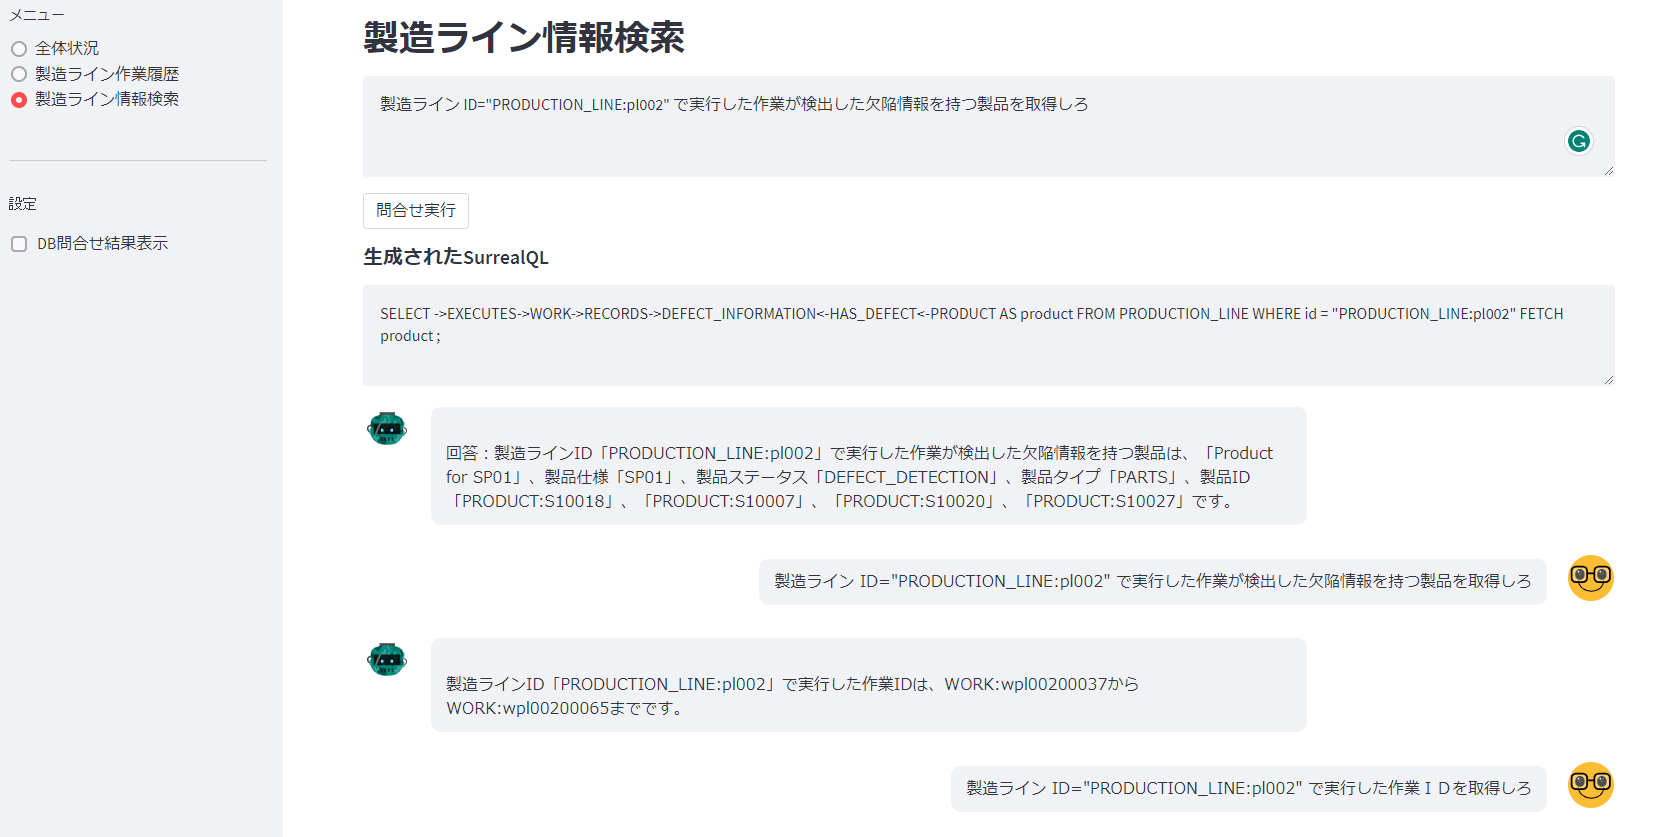 メニュー
全体状況
製造ライン作業履歴
製造ライン情報検索
設定
DB問合せ結果表示
製造ライン情報検索
製造ライン ID="PRODUCTION_LINE:pl002" で実行した作業が検出した欠陥情報を持つ製品を取得しろ
問合せ実行
生成されたSurrealQL
SELECT ->EXECUTES->WORK->RECORDS->DEFECT_INFORMATION<-HAS_DEFECT<-PRODUCT AS product FROM PRODUCTION_LINE WHERE id = "PRODUCTION_LINE:pl002" FETCH
product ;
回答：製造ラインID「PRODUCTION_LINE:pl002」で実行した作業が検出した欠陥情報を持つ製品は、「Product
for SP01」、製品仕様「SP01」、製品ステータス「DEFECT_DETECTION」、製品タイプ「PARTS」、製品ID
「PRODUCT:S10018」、「PRODUCT:S10007」、「PRODUCT:S10020」、「PRODUCT:S10027」です。
製造ライン ID="PRODUCTION_LINE:pl002" で実行した作業が検出した欠陥情報を持つ製品を取得しろ
製造ラインID「PRODUCTION_LINE:pl002」で実行した作業IDは、WORK:wpl00200037から
WORK:wpl00200065までです。
製造ライン ID="PRODUCTION_LINE:pl002" で実行した作業ＩＤを取得しろ